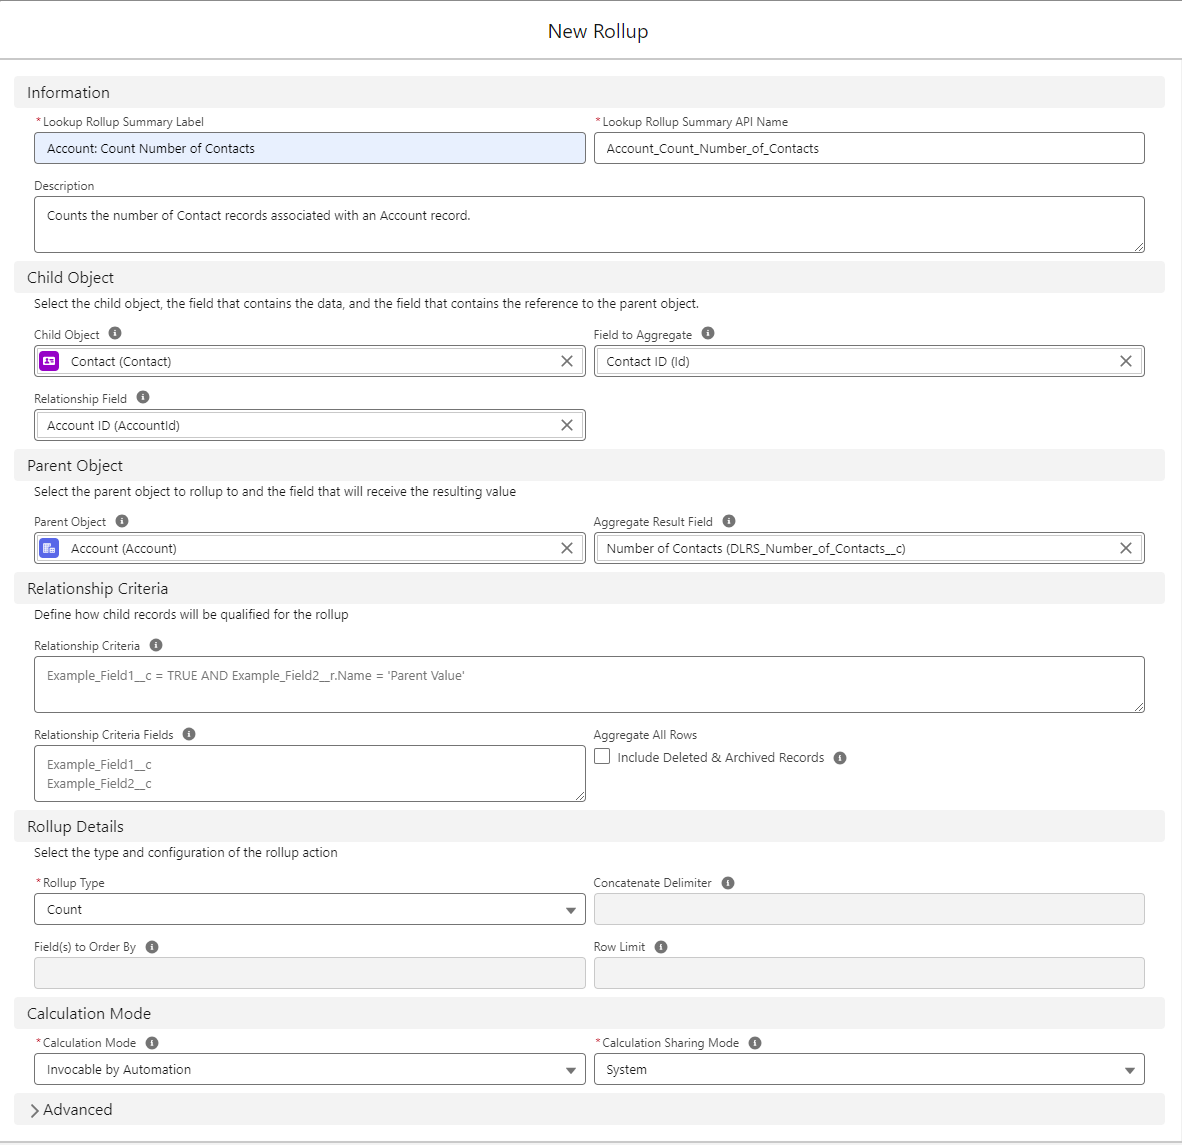 New Rollup
Information
*Lookup Rollup Summary Label
*Lookup Rollup Summary API Name
Account: Count Number of Contacts
Account_Count_Number_of_Contacts
Description
Counts the number of Contact records associated with an Account record.
Child Object
Select the child object, the field that contains the data, and the field that contains the reference to the parent object.
Child Object
Field to Aggregate
Contact (Contact)
Contact ID (Id)
Relationship Field
Account ID (AccountId)
Parent Object
Select the parent object to rollup to and the field that will receive the resulting value
Parent Object
Aggregate Result Field
Account (Account)
Number of Contacts (DLRS_Number_of_Contacts__c)
Relationship Criteria
Define how child records will be qualified for the rollup
Relationship Criteria
Example_Field1__c = TRUE AND Example_Field2__r.Name = 'Parent Value'
Relationship Criteria Fields
Aggregate All Rows
Example_Field1__c
Example_Field2__c
Include Deleted & Archived Records
Rollup Details
Select the type and configuration of the rollup action
*Rollup Type
Concatenate Delimiter
Count
Field(s) to Order By
Row Limit
Calculation Mode
*Calculation Mode
*Calculation Sharing Mode
Invocable by Automation
System
Advanced